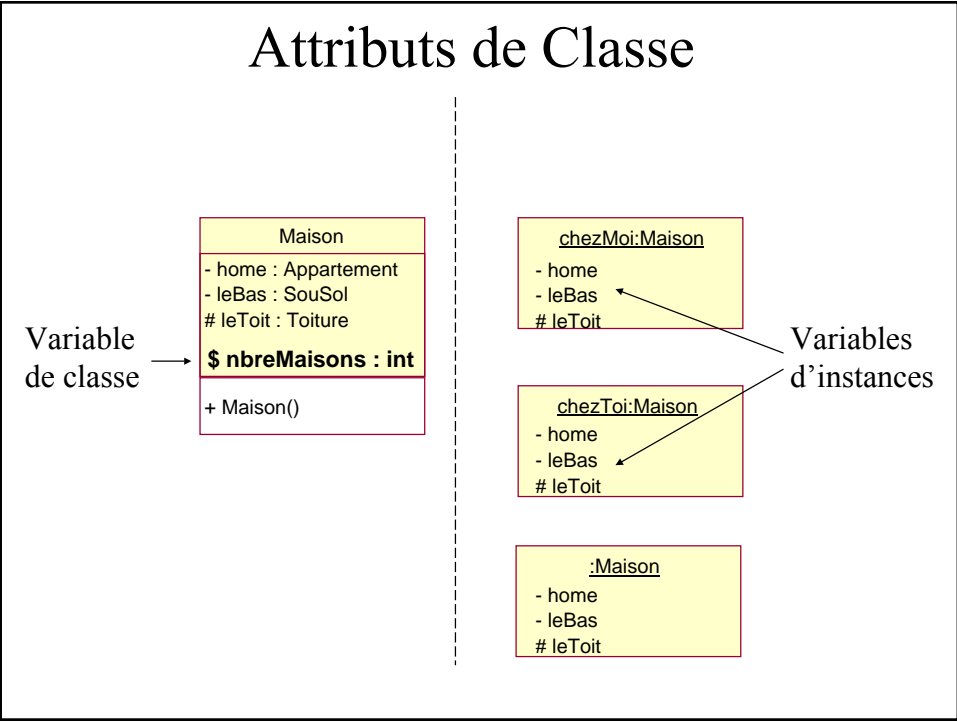 Attributs de Classe
Maison
- home : Appartement
- leBas : SouSol
# leToit : Toiture
$ nbreMaisons : int
+ Maison()
Variable
de classe
chezMoi:Maison
- home
- leBas
# leToit
chezToi:Maison
- home
- leBas
# leToit
:Maison
- home
- leBas
# leToit
Variables
d’instances